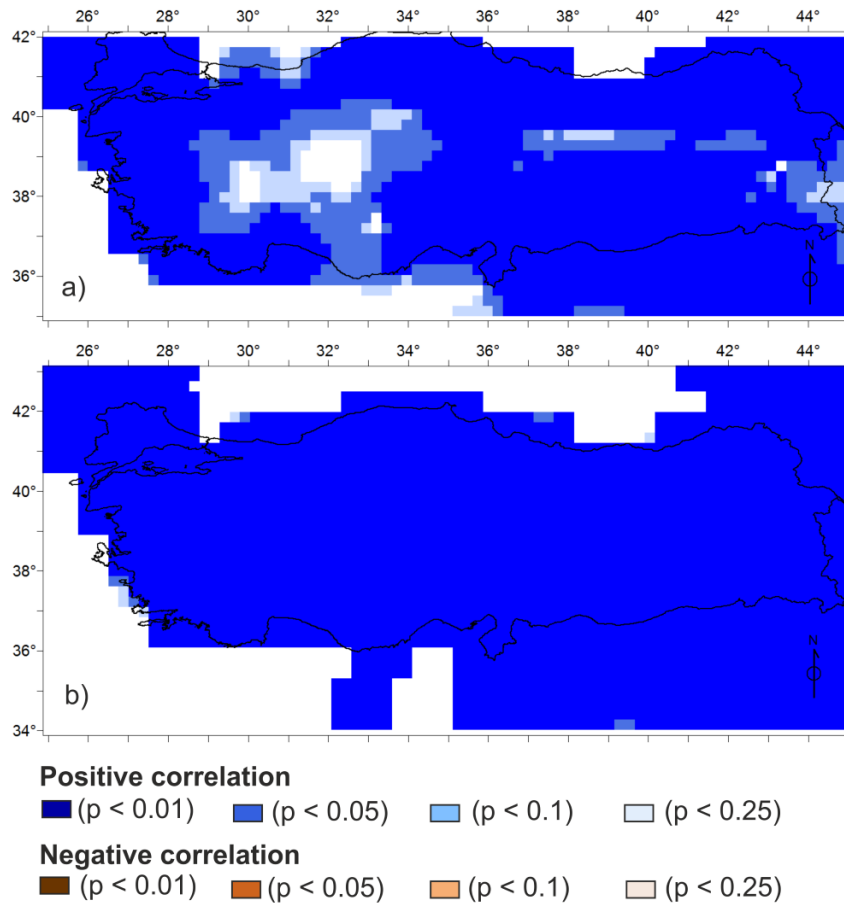 26° 28° 30° 32° 34° 36° 38° 40° 42° 44°
42°
40°
38°
36°
a)
N
26° 28° 30° 32° 34° 36° 38° 40° 42° 44°
42°
40°
38°
36°
34°
b)
N
Positive correlation
(p < 0.01) (p < 0.05) (p < 0.1) (p < 0.25)
Negative correlation
(p < 0.01) (p < 0.05) (p < 0.1) (p < 0.25)